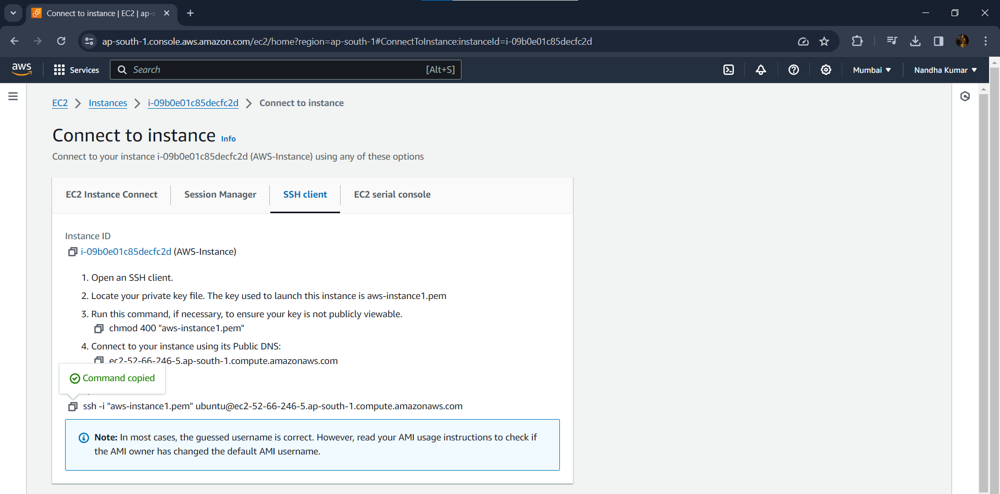 Connect to instance | EC2 | ap-s
ap-south-1.console.aws.amazon.com/ec2/home?region=ap-south-1#ConnectToInstance:instanceId=i-09b0e01c85decfc2d
aws Services Search [Alt+S] Mumbai Nandha Kumar
EC2 Instances i-09b0e01c85decfc2d Connect to instance
Connect to instance Info
Connect to your instance i-09b0e01c85decfc2d (AWS-Instance) using any of these options
EC2 Instance Connect Session Manager SSH client EC2 serial console
Instance ID
i-09b0e01c85decfc2d (AWS-Instance)
1. Open an SSH client.
2. Locate your private key file. The key used to launch this instance is aws-instance1.pem
3. Run this command, if necessary, to ensure your key is not publicly viewable.
chmod 400 "aws-instance1.pem"
4. Connect to your instance using its Public DNS:
ec2-52-66-246-5.ap-south-1.compute.amazonaws.com
Command copied
ssh -i "aws-instance1.pem" ubuntu@ec2-52-66-246-5.ap-south-1.compute.amazonaws.com
Note: In most cases, the guessed username is correct. However, read your AMI usage instructions to check if
the AMI owner has changed the default AMI username.